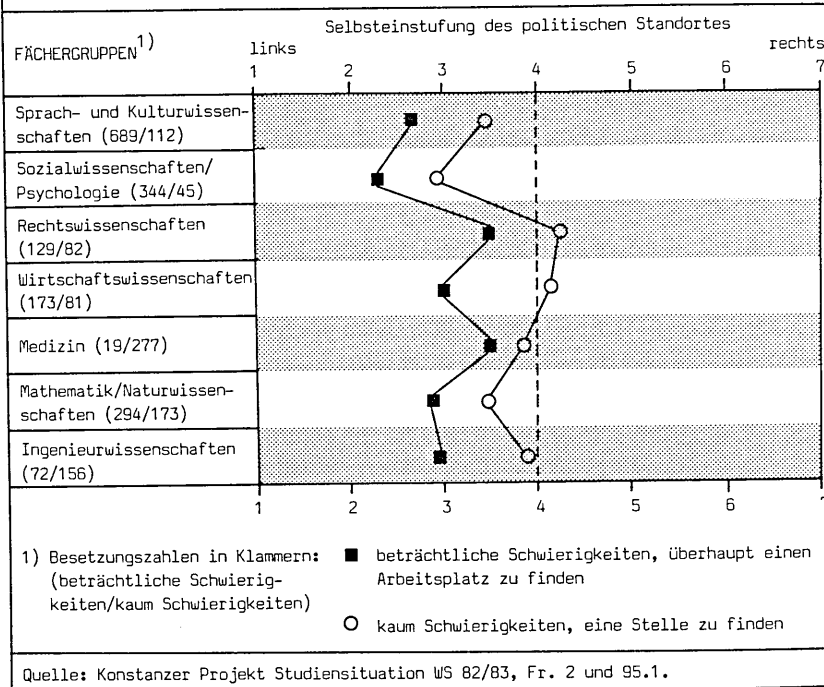 Selbsteinstufung des politischen Standortes
FÄCHERGRUPPEN 1)
links
rechts
1 2 3 4 5 6 7
Sprach- und Kulturwissen-
schaften (689/112)
Sozialwissenschaften/
Psychologie (344/45)
Rechtswissenschaften
(129/82)
Wirtschaftswissenschaften
(173/81)
Medizin (19/277)
Mathematik/Naturwissen-
schaften (294/173)
Ingenieurwissenschaften
(72/156)
1 2 3 4 5 6 7
1) Besetzungszahlen in Klammern:
(beträchtliche Schwierig-
keiten/kaum Schwierigkeiten)
beträchtliche Schwierigkeiten, überhaupt einen
Arbeitsplatz zu finden
kaum Schwierigkeiten, eine Stelle zu finden
Quelle: Konstanzer Projekt Studiensituation WS 82/83, Fr. 2 und 95.1.